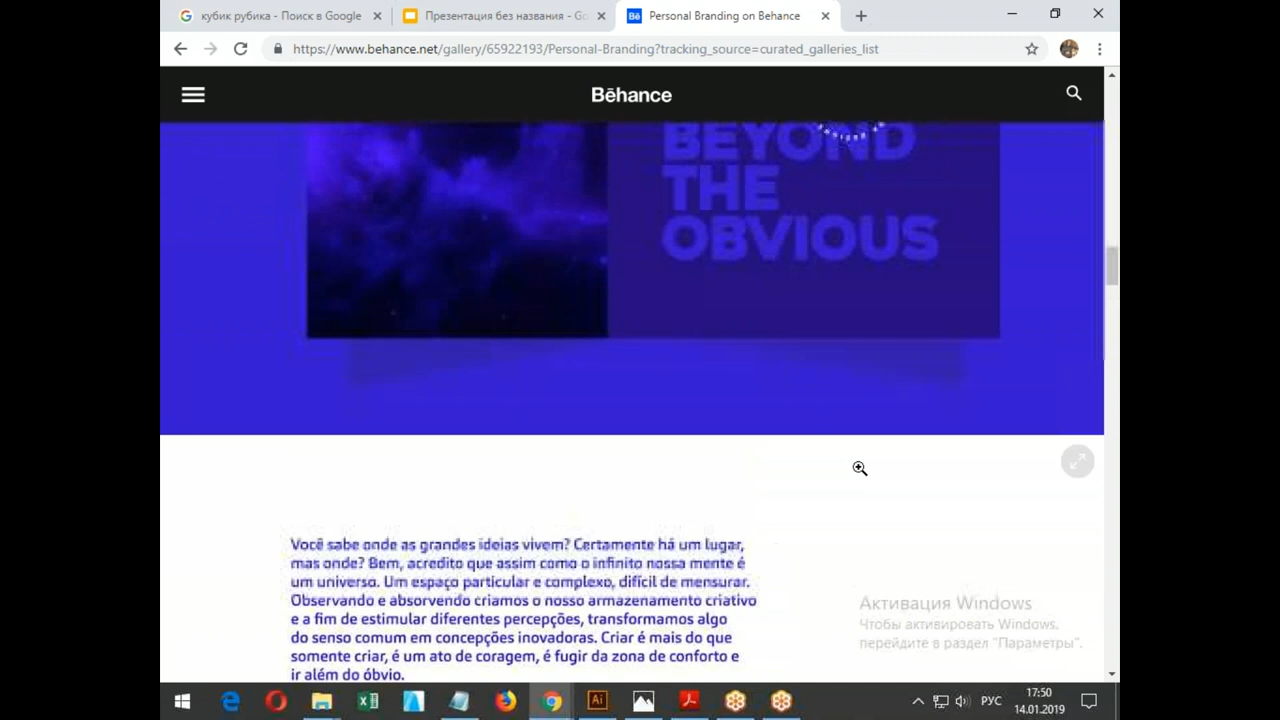 кубик рубика - Поиск в Google
Презентация без названия - Go
Personal Branding on Behance
https://www.behance.net/gallery/65922193/Personal-Branding?tracking_source=curated_galleries_list
Bēhance
BEYOND
THE
OBVIOUS
Você sabe onde as grandes ideias vivem? Certamente há um lugar,
mas onde? Bem, acredito que assim como o infinito nossa mente é
um universo. Um espaço particular e complexo, difícil de mensurar.
Observando e absorvendo criamos o nosso armazenamento criativo
e a fim de estimular diferentes percepções, transformamos algo
do senso comum em concepções inovadoras. Criar é mais do que
somente criar, é um ato de coragem, é fugir da zona de conforto e
ir além do óbvio.
Активация Windows
Чтобы активировать Windows,
перейдите в раздел "Параметры".
РУС
17:50
14.01.2019